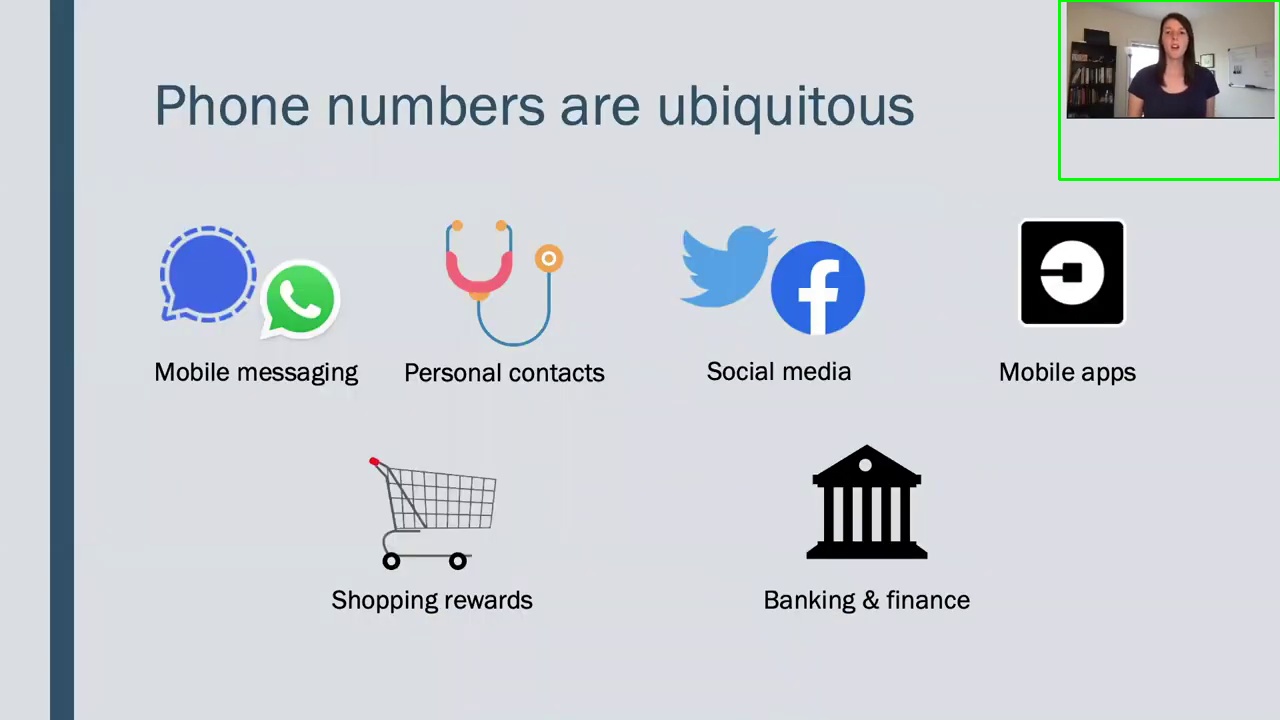 Phone numbers are ubiquitous
Mobile messaging
Personal contacts
Social media
Mobile apps
Shopping rewards
Banking & finance